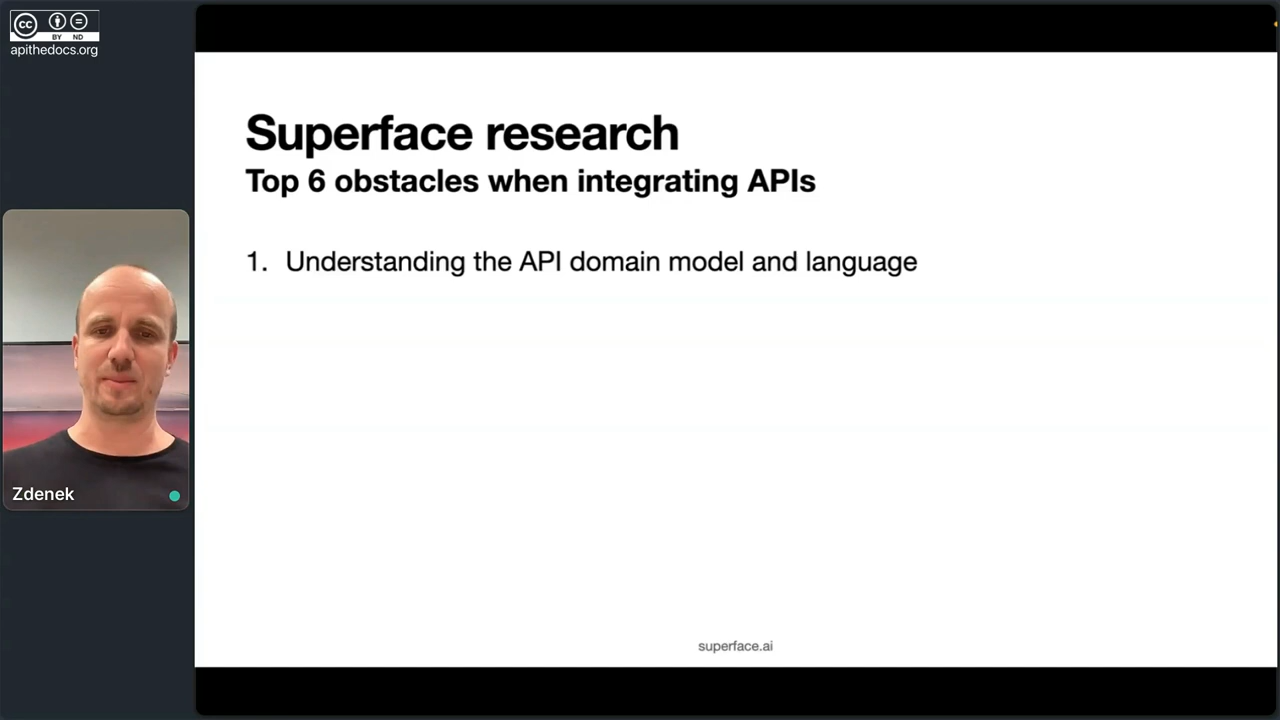 cc
BY ND
apithedocs.org
Superface research
Top 6 obstacles when integrating APIs
1. Understanding the API domain model and language
Zdenek
superface.ai